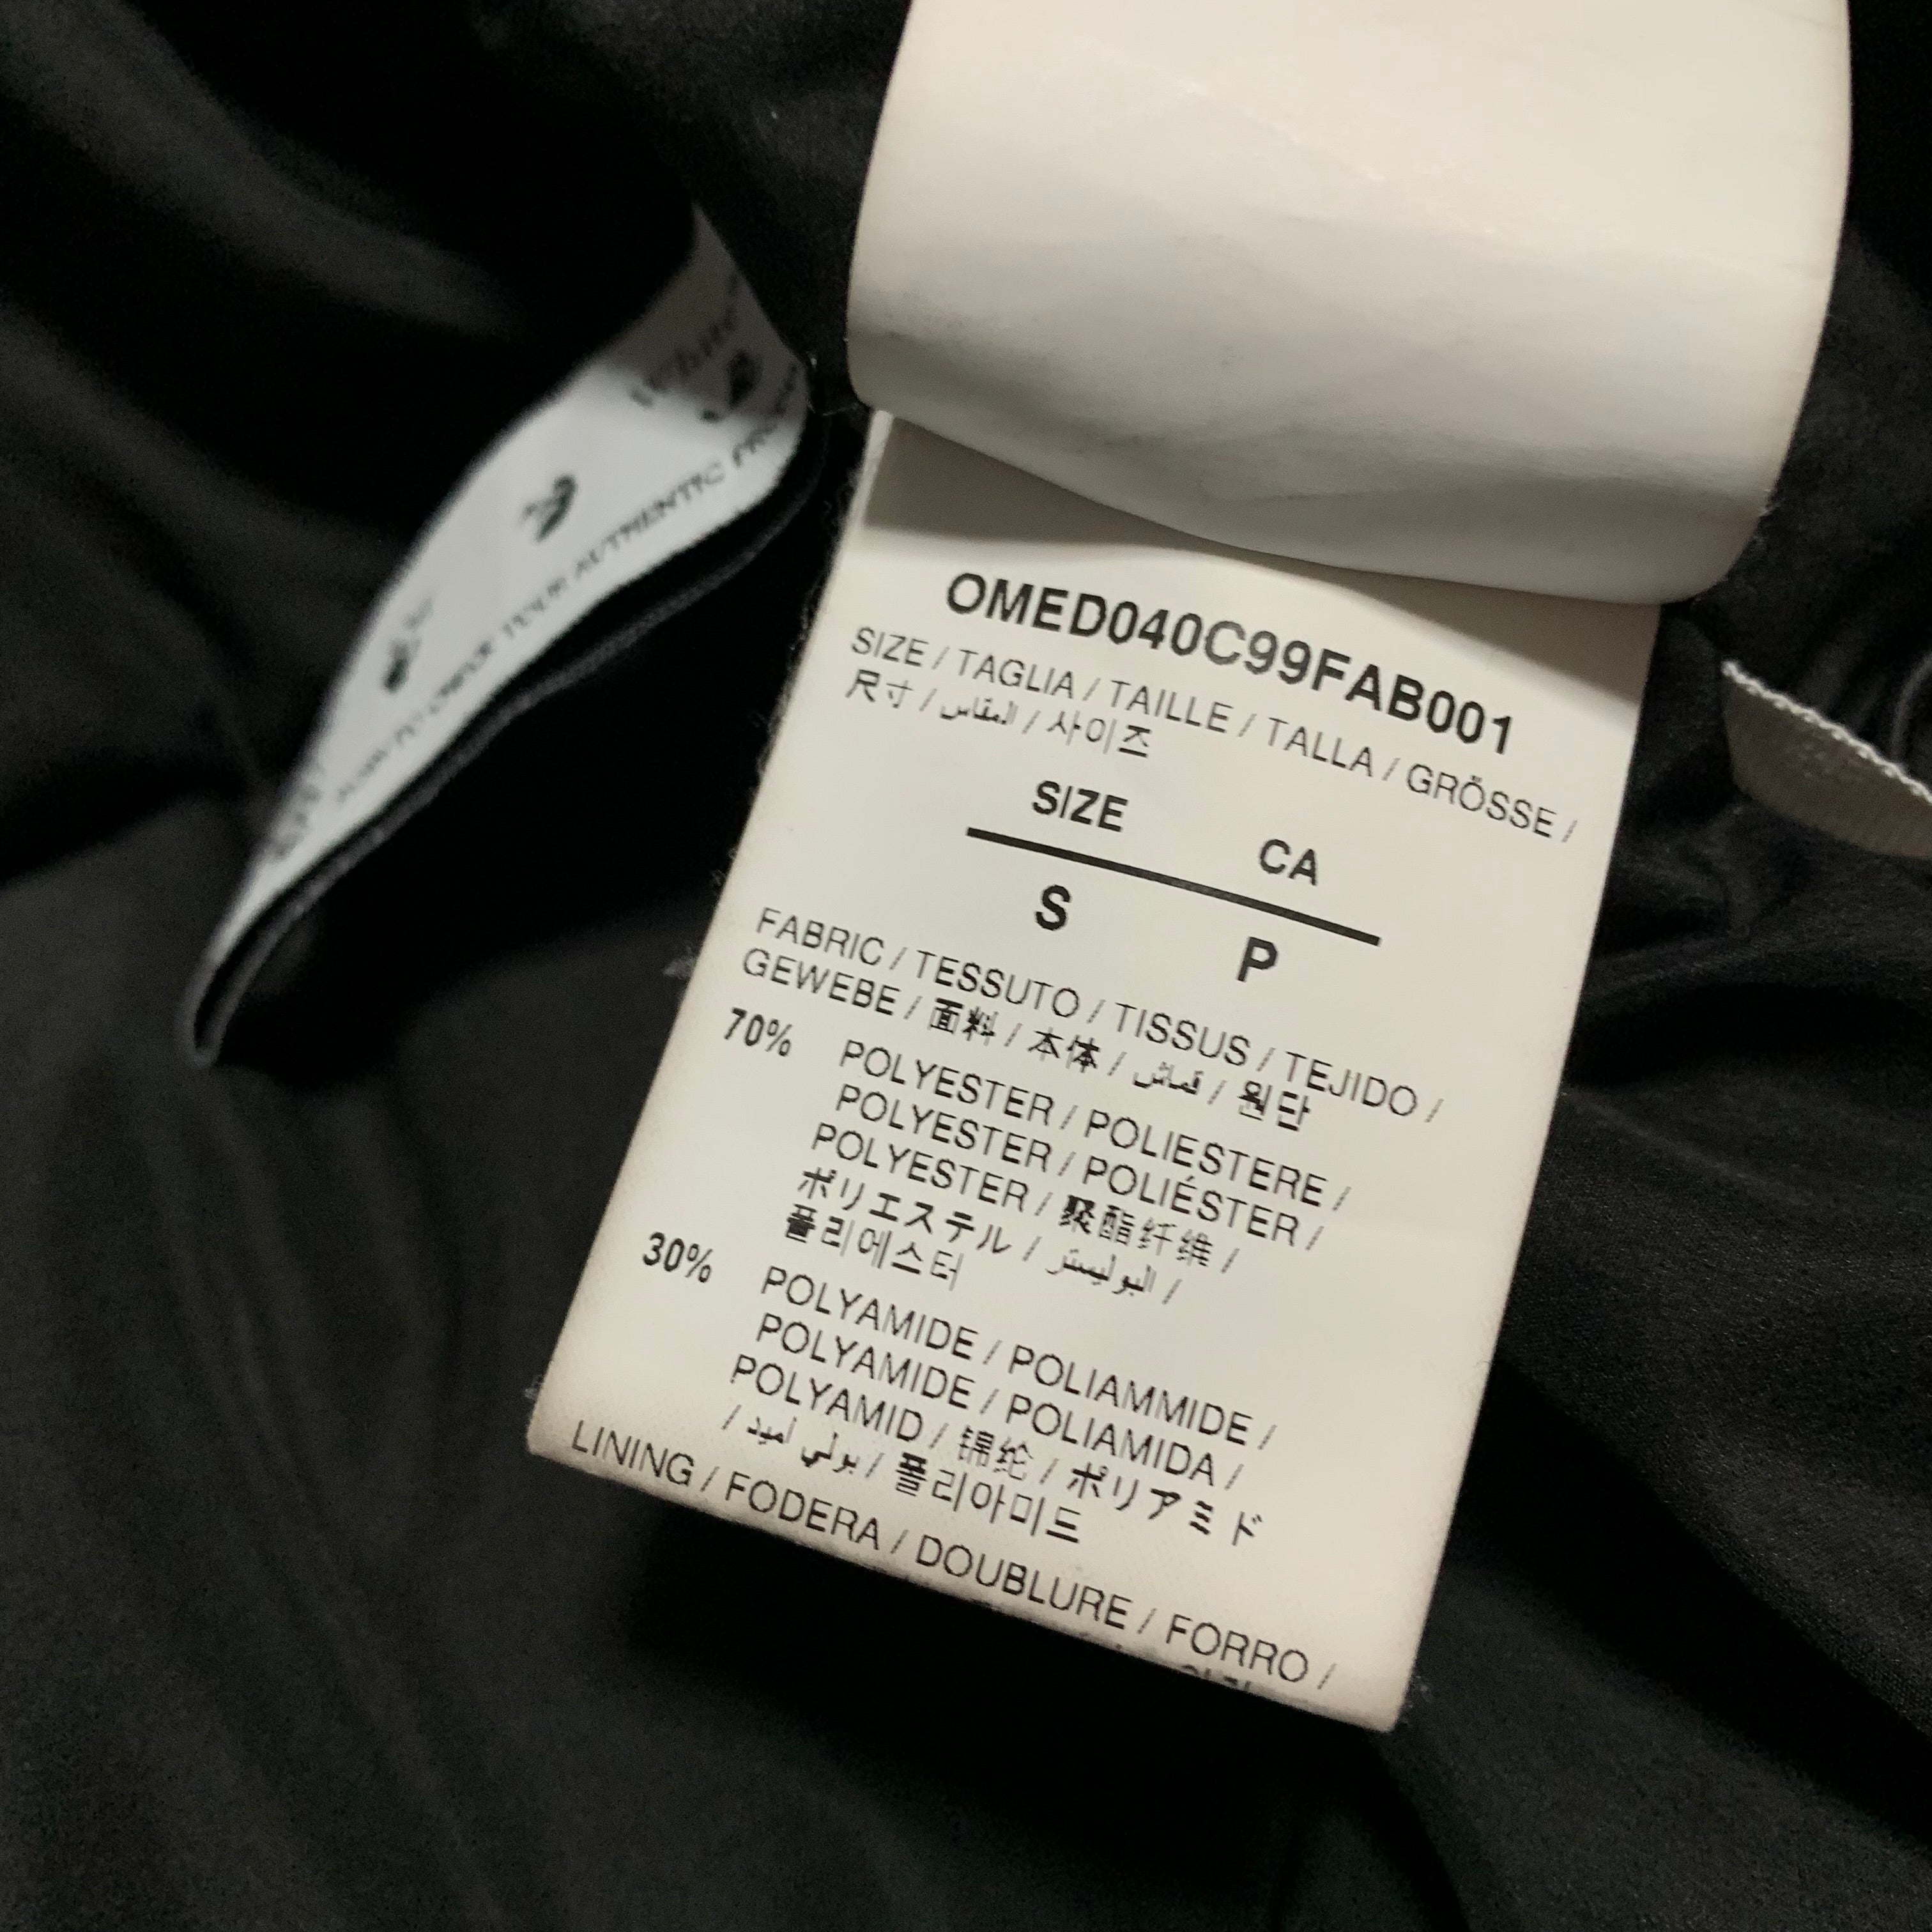 AUTHENTIC
OMED040C99FAB001
SIZE / TAGLIA / TAILLE / TALLA / GRÖSSE /
尺寸 / المقاس / 사이즈
SIZE CA
S P
FABRIC / TESSUTO / TISSUS / TEJIDO /
GEWEBE / 面料 / 本体 / قماش / 원단
70% POLYESTER / POLIESTERE /
POLYESTER / POLIÉSTER /
POLYESTER / 聚酯纤维 /
ポリエステル / البوليستر /
폴리에스터
30% POLYAMIDE / POLIAMMIDE /
POLYAMIDE / POLIAMIDA /
POLYAMID / 锦纶 / ポリアミド
/ بولي اميد / 폴리아미드
LINING / FODERA / DOUBLURE / FORRO /